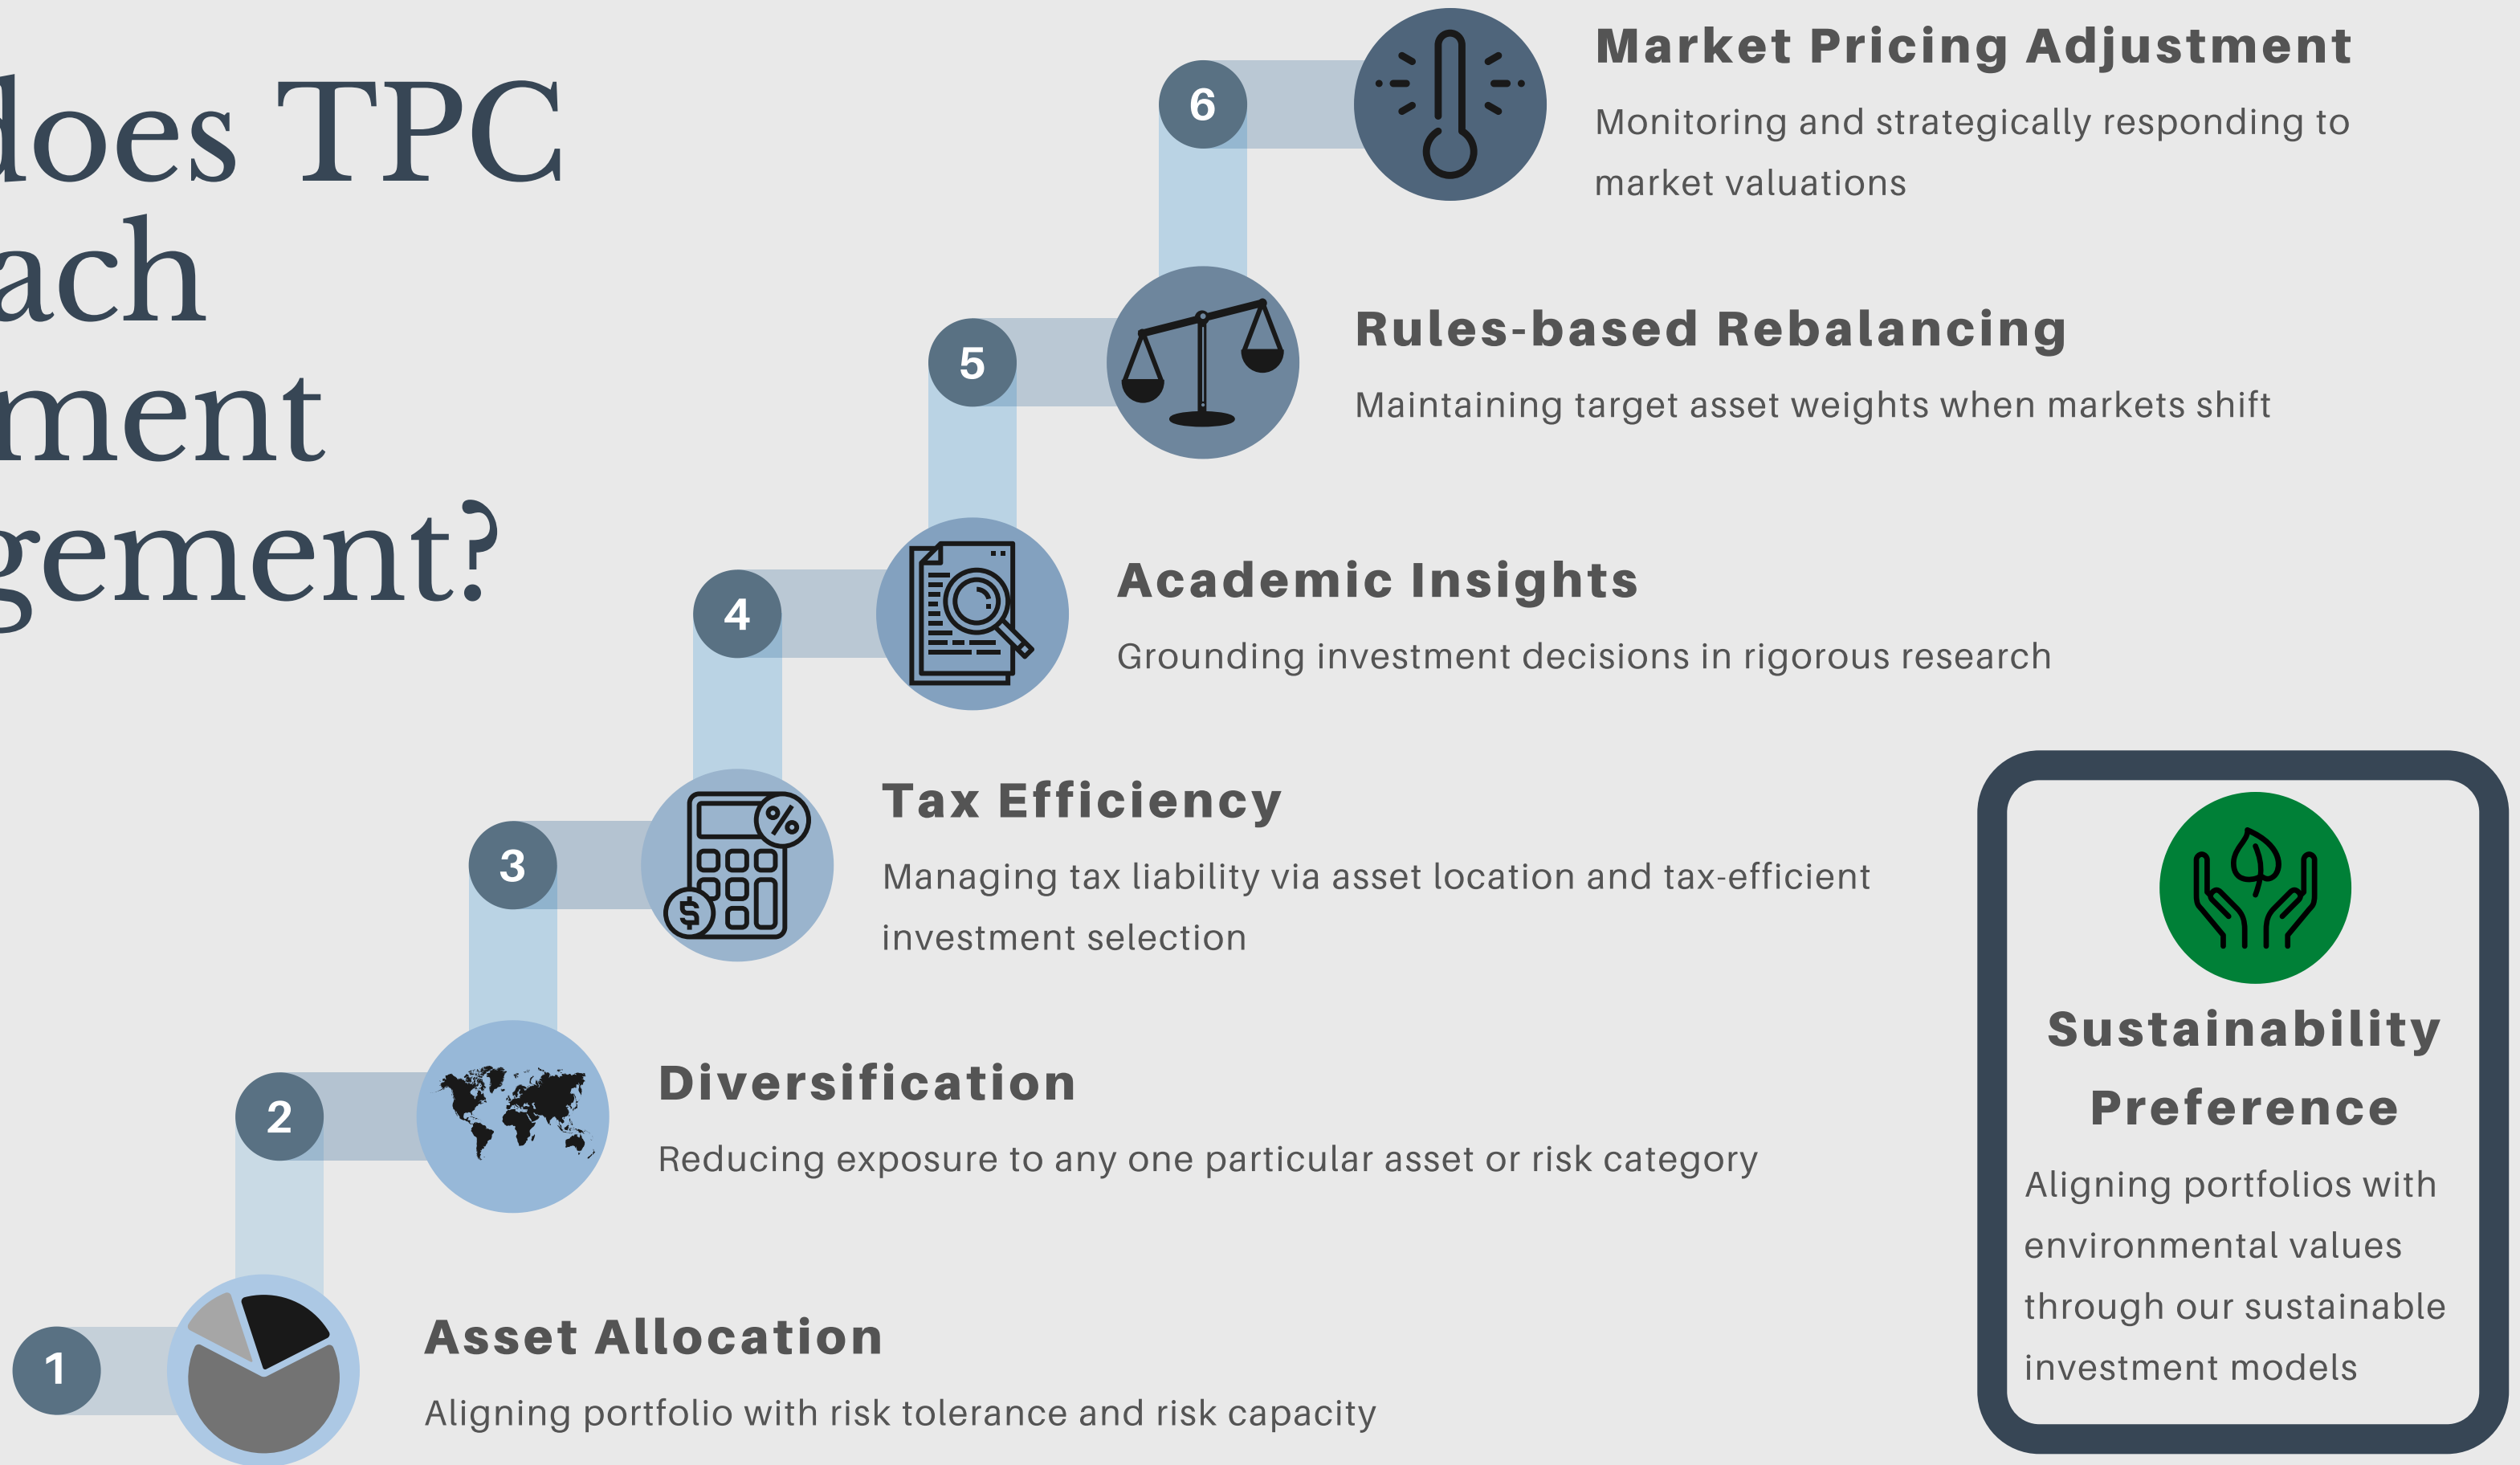 does TPC
ach
ment
gement?
6
Market Pricing Adjustment
Monitoring and strategically responding to
market valuations
5
Rules-based Rebalancing
Maintaining target asset weights when markets shift
4
Academic Insights
Grounding investment decisions in rigorous research
3
%
$
Tax Efficiency
Managing tax liability via asset location and tax-efficient
investment selection
2
Diversification
Reducing exposure to any one particular asset or risk category
1
Asset Allocation
Aligning portfolio with risk tolerance and risk capacity
Sustainability
Preference
Aligning portfolios with
environmental values
through our sustainable
investment models